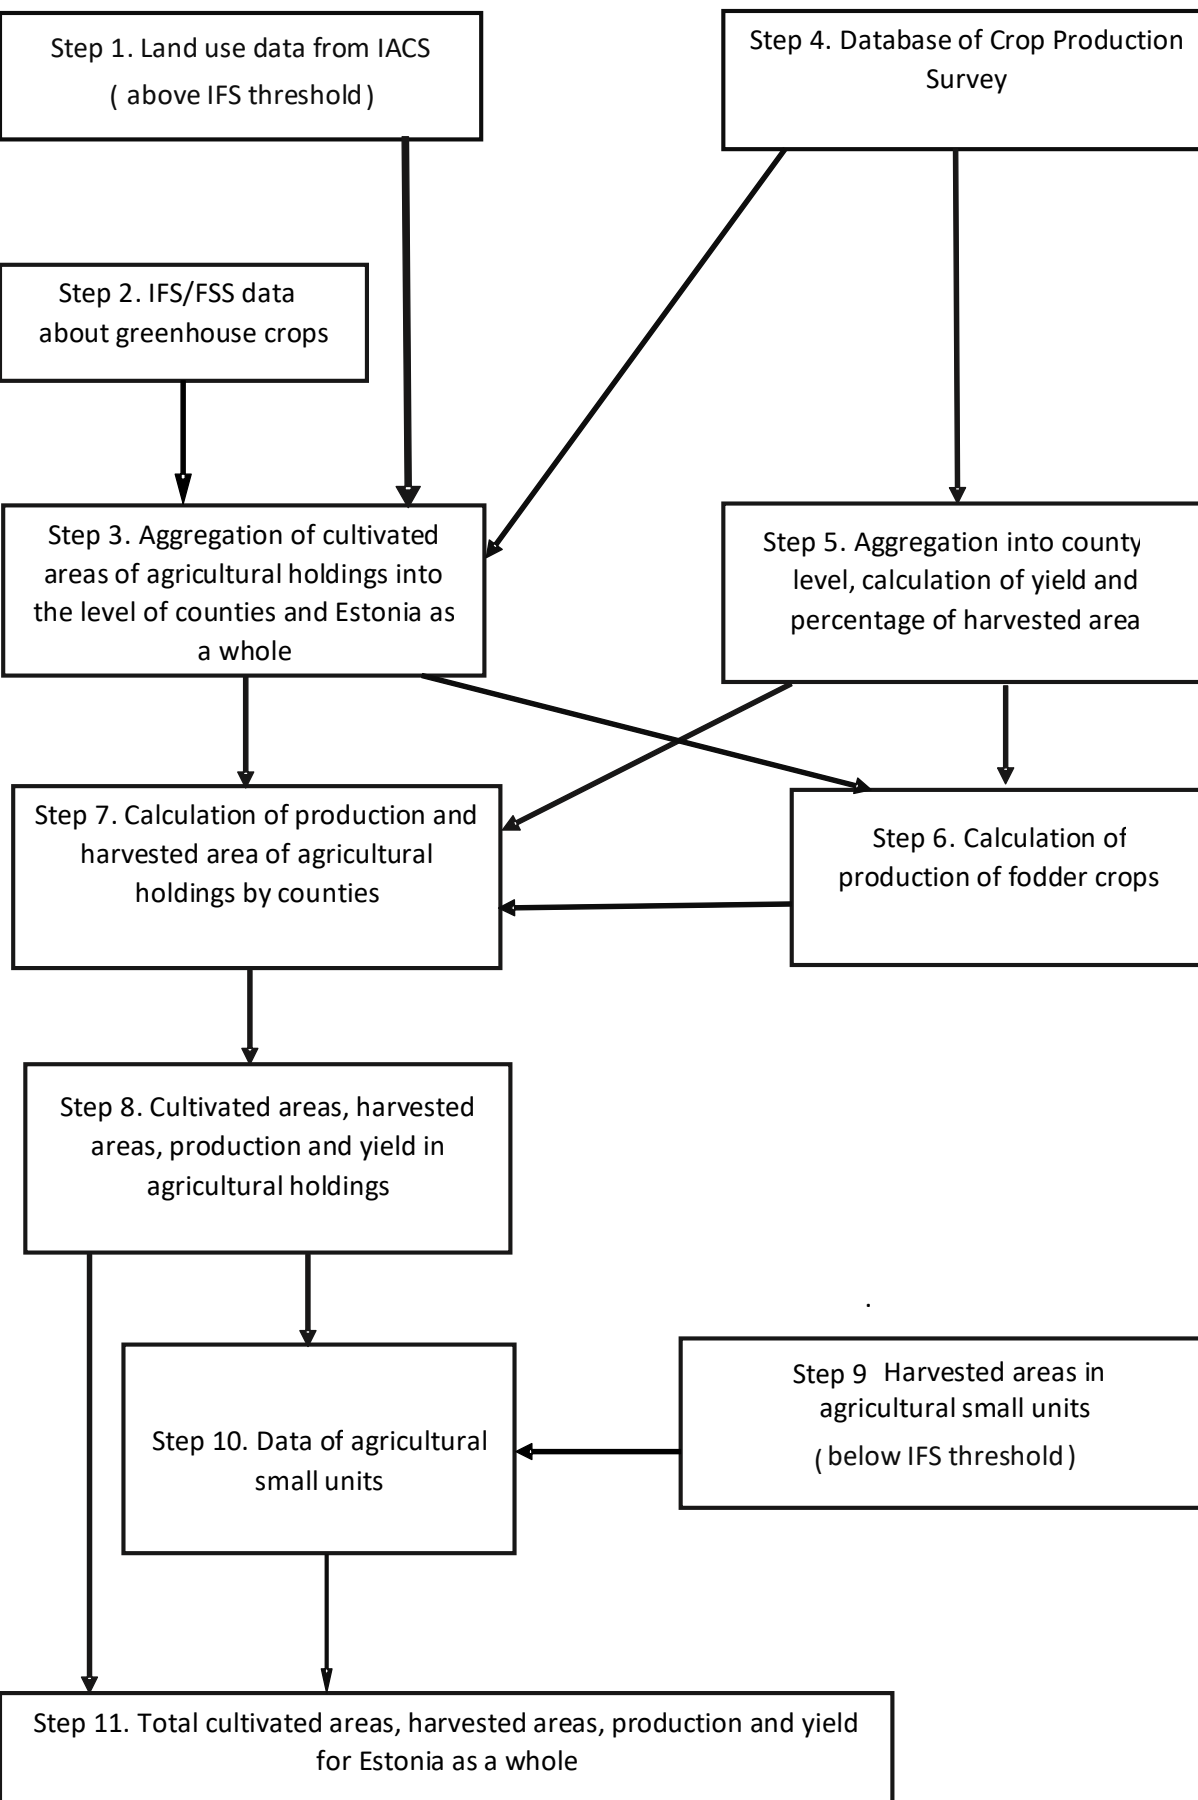 Step 1. Land use data from IACS
( above IFS threshold)
Step 4. Database of Crop Production
Survey
Step 2. IFS/FSS data
about greenhouse crops
Step 3. Aggregation of cultivated
areas of agricultural holdings into
the level of counties and Estonia as
a whole
Step 5. Aggregation into county
level, calculation of yield and
percentage of harvested area
Step 7. Calculation of production and
harvested area of agricultural
holdings by counties
Step 6. Calculation of
production of fodder crops
Step 8. Cultivated areas, harvested
areas, production and yield in
agricultural holdings
.
Step 9 Harvested areas in
agricultural small units
( below IFS threshold)
Step 10. Data of agricultural
small units
Step 11. Total cultivated areas, harvested areas, production and yield
for Estonia as a whole